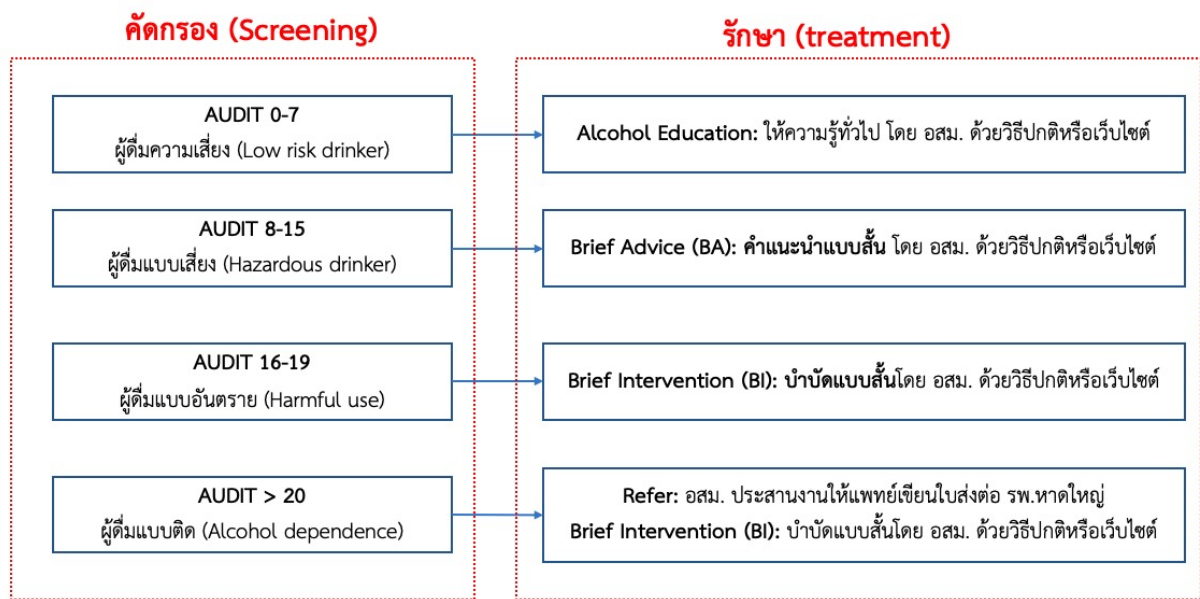 คัดกรอง (Screening)
รักษา (treatment)
AUDIT 0-7
ผู้ดื่มความเสี่ยง (Low risk drinker)
Alcohol Education: ให้ความรู้ทั่วไป โดย อสม. ด้วยวิธีปกติหรือเว็บไซต์
AUDIT 8-15
ผู้ดื่มแบบเสี่ยง (Hazardous drinker)
Brief Advice (BA): คำแนะนำแบบสั้น โดย อสม. ด้วยวิธีปกติหรือเว็บไซต์
AUDIT 16-19
ผู้ดื่มแบบอันตราย (Harmful use)
Brief Intervention (BI): บำบัดแบบสั้นโดย อสม. ด้วยวิธีปกติหรือเว็บไซต์
AUDIT > 20
ผู้ดื่มแบบติด (Alcohol dependence)
Refer: อสม. ประสานงานให้แพทย์เขียนใบส่งต่อ รพ.หาดใหญ่
Brief Intervention (BI): บำบัดแบบสั้นโดย อสม. ด้วยวิธีปกติหรือเว็บไซต์